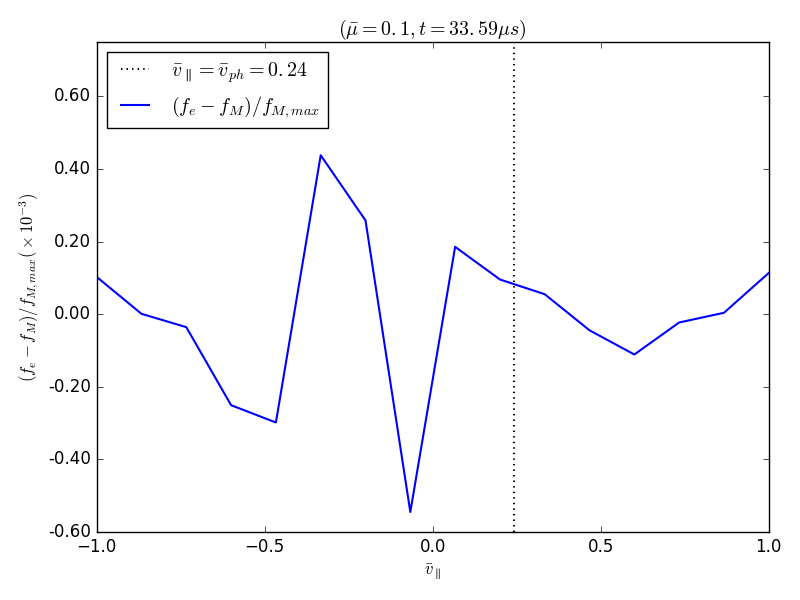 (μ̄ = 0.1, t = 33.59μs)
v̄∥ = v̄ph = 0.24
(fe − fM)/fM,max
0.60
0.40
0.20
0.00
-0.20
-0.40
-0.60
(fe − fM)/fM,max(×10⁻³)
−1.0 −0.5 0.0 0.5 1.0
v̄∥